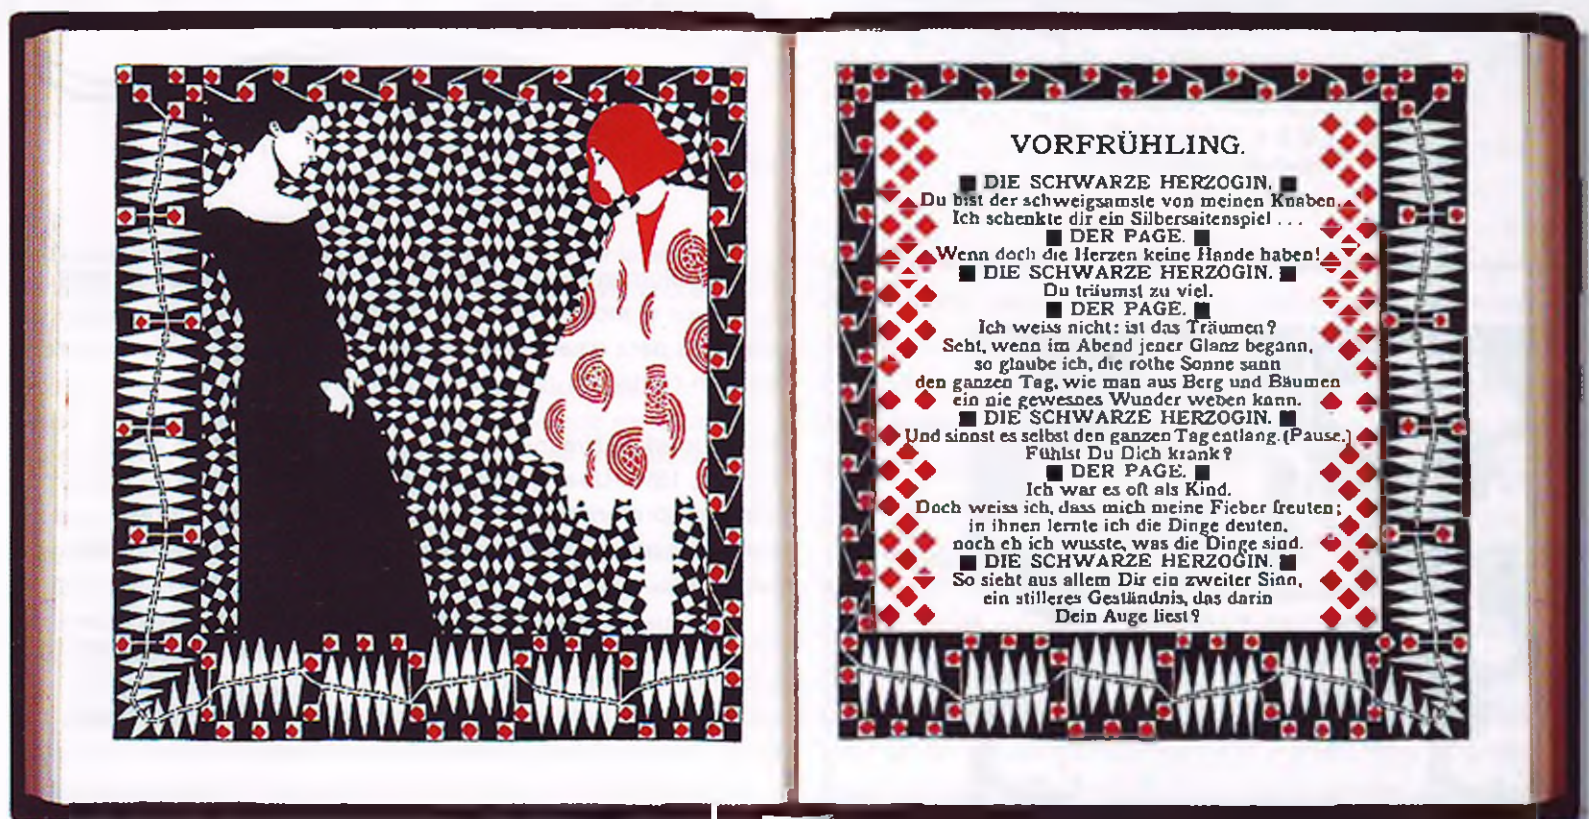 VORFRÜHLING.
DIE SCHWARZE HERZOGIN.
Du bist der schweigsamste von meinen Knaben.
Ich schenkte dir ein Silbersaitenspiel . . .
DER PAGE.
Wenn doch die Herzen keine Hände haben!
DIE SCHWARZE HERZOGIN.
Du träumst zu viel.
DER PAGE.
Ich weiss nicht: ist das Träumen?
Seht, wenn im Abend jener Glanz begann,
so glaube ich, die rothe Sonne sann
den ganzen Tag, wie man aus Berg und Bäumen
ein nie gewesnes Wunder weben kann.
DIE SCHWARZE HERZOGIN.
Und sinnst es selbst den ganzen Tag entlang. (Pause.)
Fühlst Du Dich krank?
DER PAGE.
Ich war es oft als Kind.
Doch weiss ich, dass mich meine Fieber freuten;
in ihnen lernte ich die Dinge deuten,
noch eh ich wusste, was die Dinge sind.
DIE SCHWARZE HERZOGIN.
So sieht aus allem Dir ein zweiter Sinn,
ein stilleres Geständnis, das darin
Dein Auge liest?